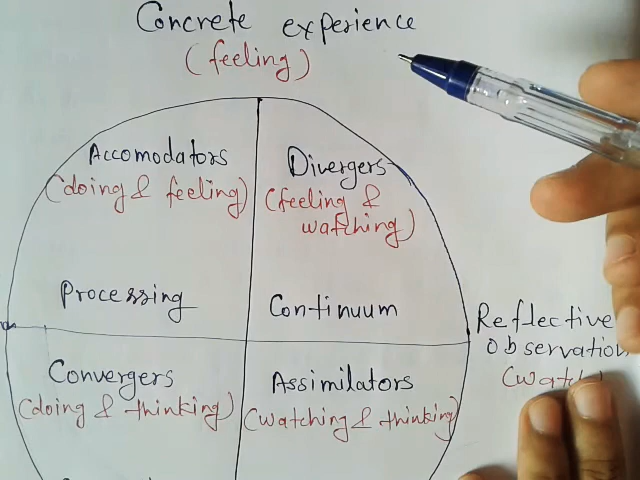 Concrete experience
(feeling)
Accomodators
(doing & feeling)
Divergers
(feeling &
watching)
Processing
Continuum
Reflective
observation
Convergers
(doing & thinking)
Assimilators
(watching & thinking)